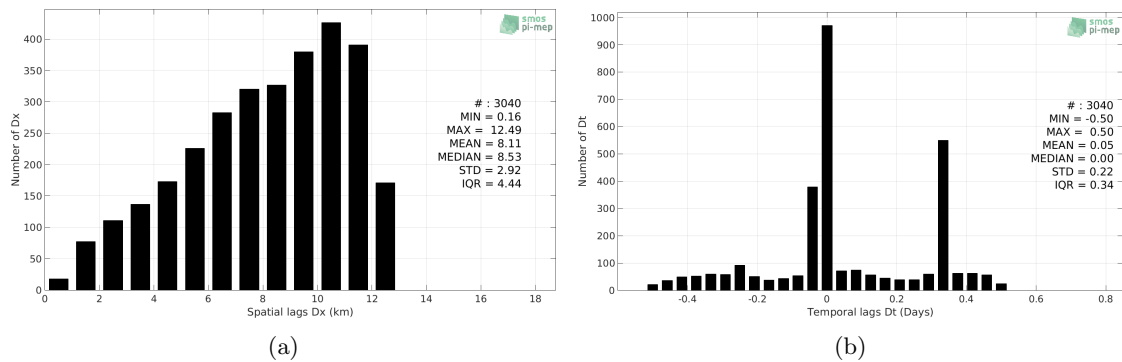 smos
pi-mep
400
350
300
250
200
150
100
50
0
Number of Dx
# : 3040
MIN = 0.16
MAX = 12.49
MEAN = 8.11
MEDIAN = 8.53
STD = 2.92
IQR = 4.44
0 2 4 6 8 10 12 14 16 18
Spatial lags Dx (km)
(a)
smos
pi-mep
1000
900
800
700
600
500
400
300
200
100
0
Number of Dt
# : 3040
MIN = -0.50
MAX = 0.50
MEAN = 0.05
MEDIAN = 0.00
STD = 0.22
IQR = 0.34
-0.4 -0.2 0 0.2 0.4 0.6 0.8
Temporal lags Dt (Days)
(b)